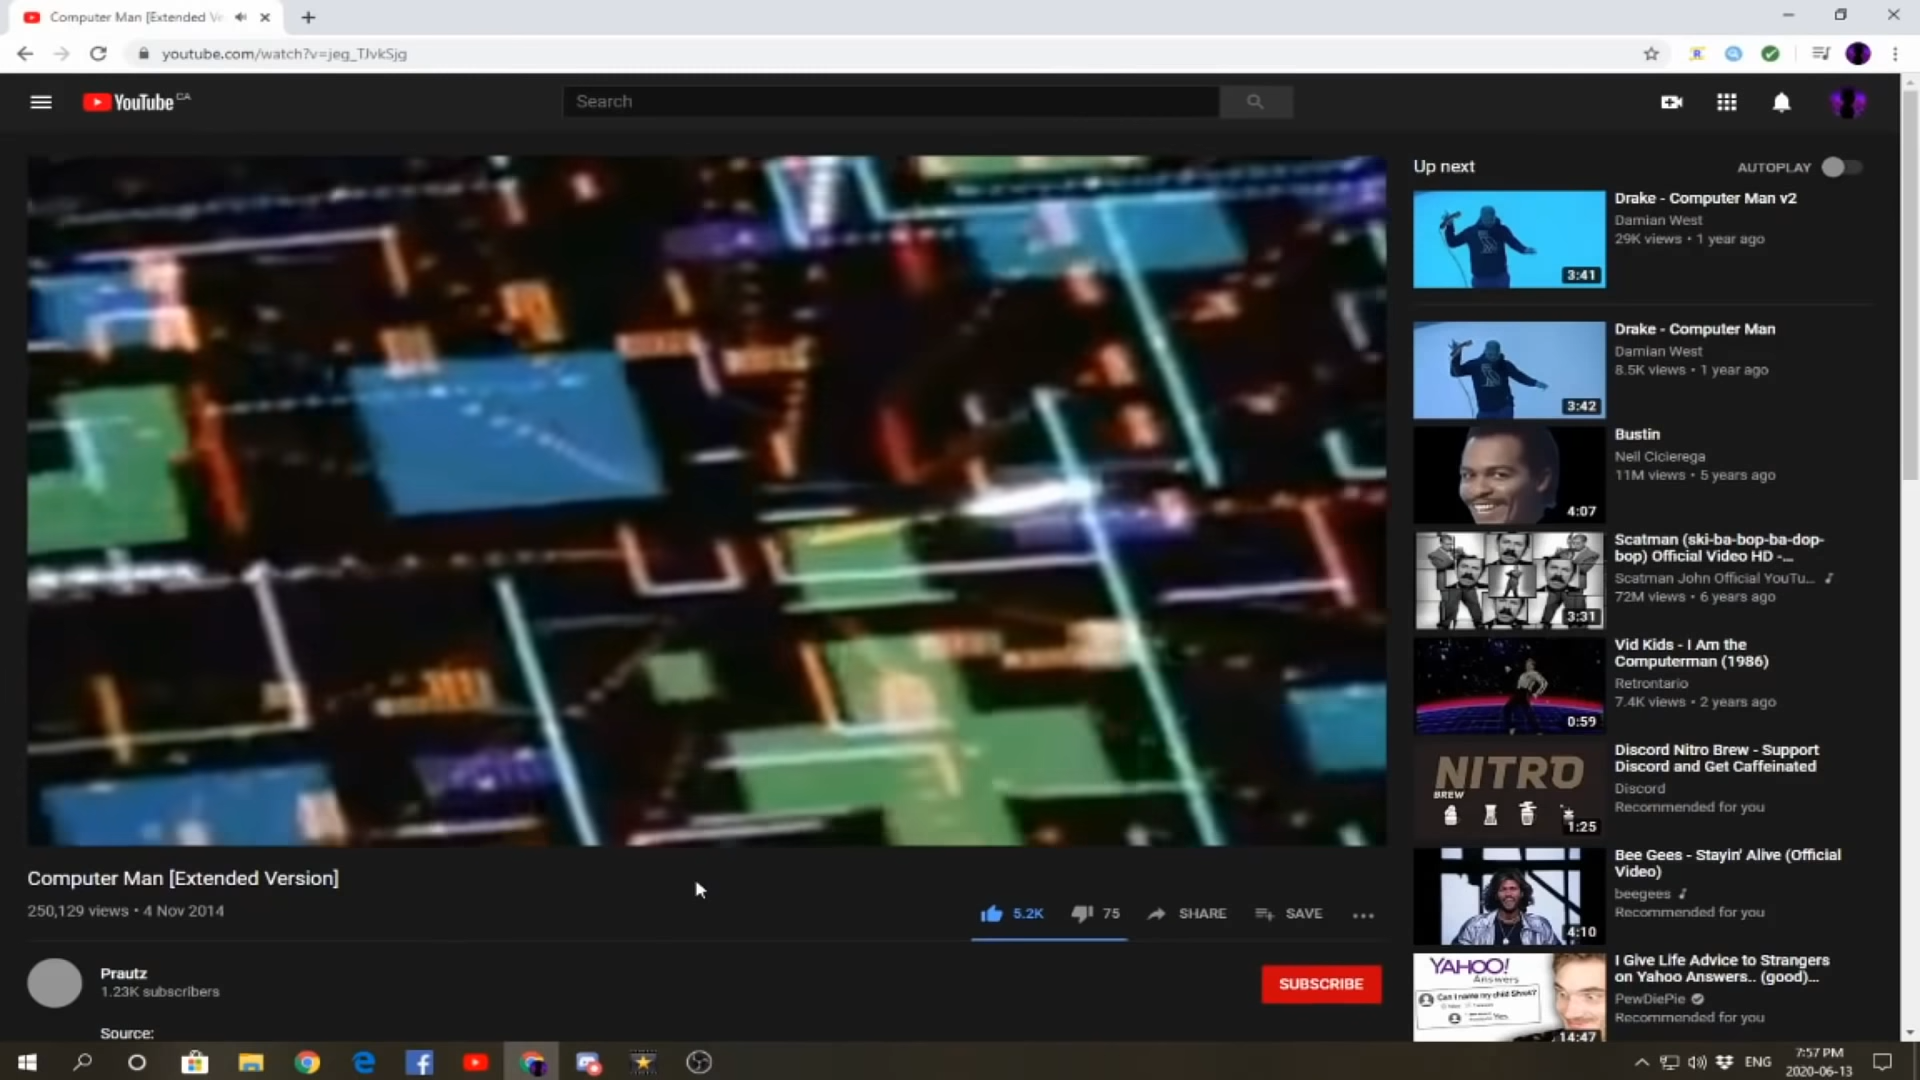 Computer Man [Extended Ve
youtube.com/watch?v=jeg_TJvkSjg
YouTube CA
Search
Up next
AUTOPLAY
Drake - Computer Man v2
Damian West
29K views • 1 year ago
3:41
Drake - Computer Man
Damian West
8.5K views • 1 year ago
3:42
Bustin
Neil Cicierega
11M views • 5 years ago
4:07
Scatman (ski-ba-bop-ba-dop-
bop) Official Video HD -...
Scatman John Official YouTu...
72M views • 6 years ago
3:31
Vid Kids - I Am the
Computerman (1986)
Retrontario
7.4K views • 2 years ago
0:59
NITRO
BREW
Discord Nitro Brew - Support
Discord and Get Caffeinated
Discord
Recommended for you
1:25
Bee Gees - Stayin' Alive (Official
Video)
beegees
Recommended for you
4:10
YAHOO!
Answers
Can i name my child Shrek?
Yes.
I Give Life Advice to Strangers
on Yahoo Answers.. (good)...
PewDiePie
Recommended for you
14:47
Computer Man [Extended Version]
250,129 views • 4 Nov 2014
5.2K
75
SHARE
SAVE
Prautz
1.23K subscribers
SUBSCRIBE
Source:
ENG
7:57 PM
2020-06-13